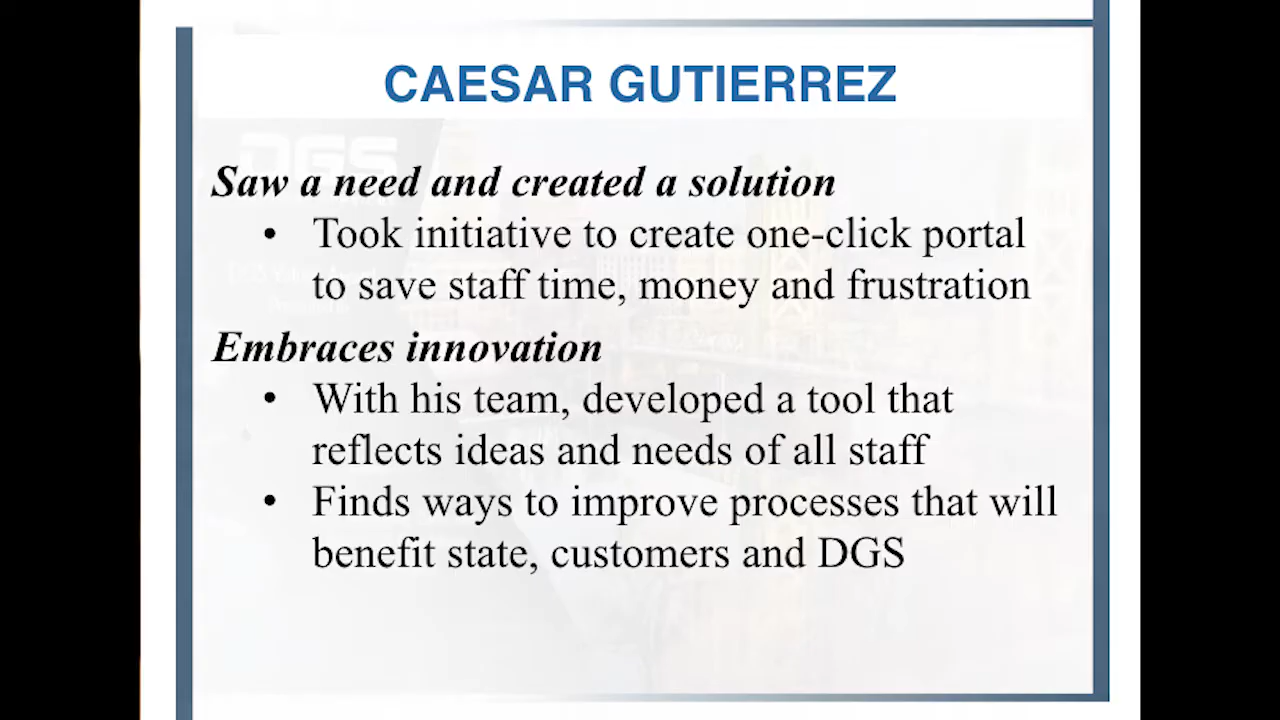 CAESAR GUTIERREZ
DGS
Saw a need and created a solution
• Took initiative to create one-click portal
to save staff time, money and frustration
Embraces innovation
• With his team, developed a tool that
reflects ideas and needs of all staff
• Finds ways to improve processes that will
benefit state, customers and DGS